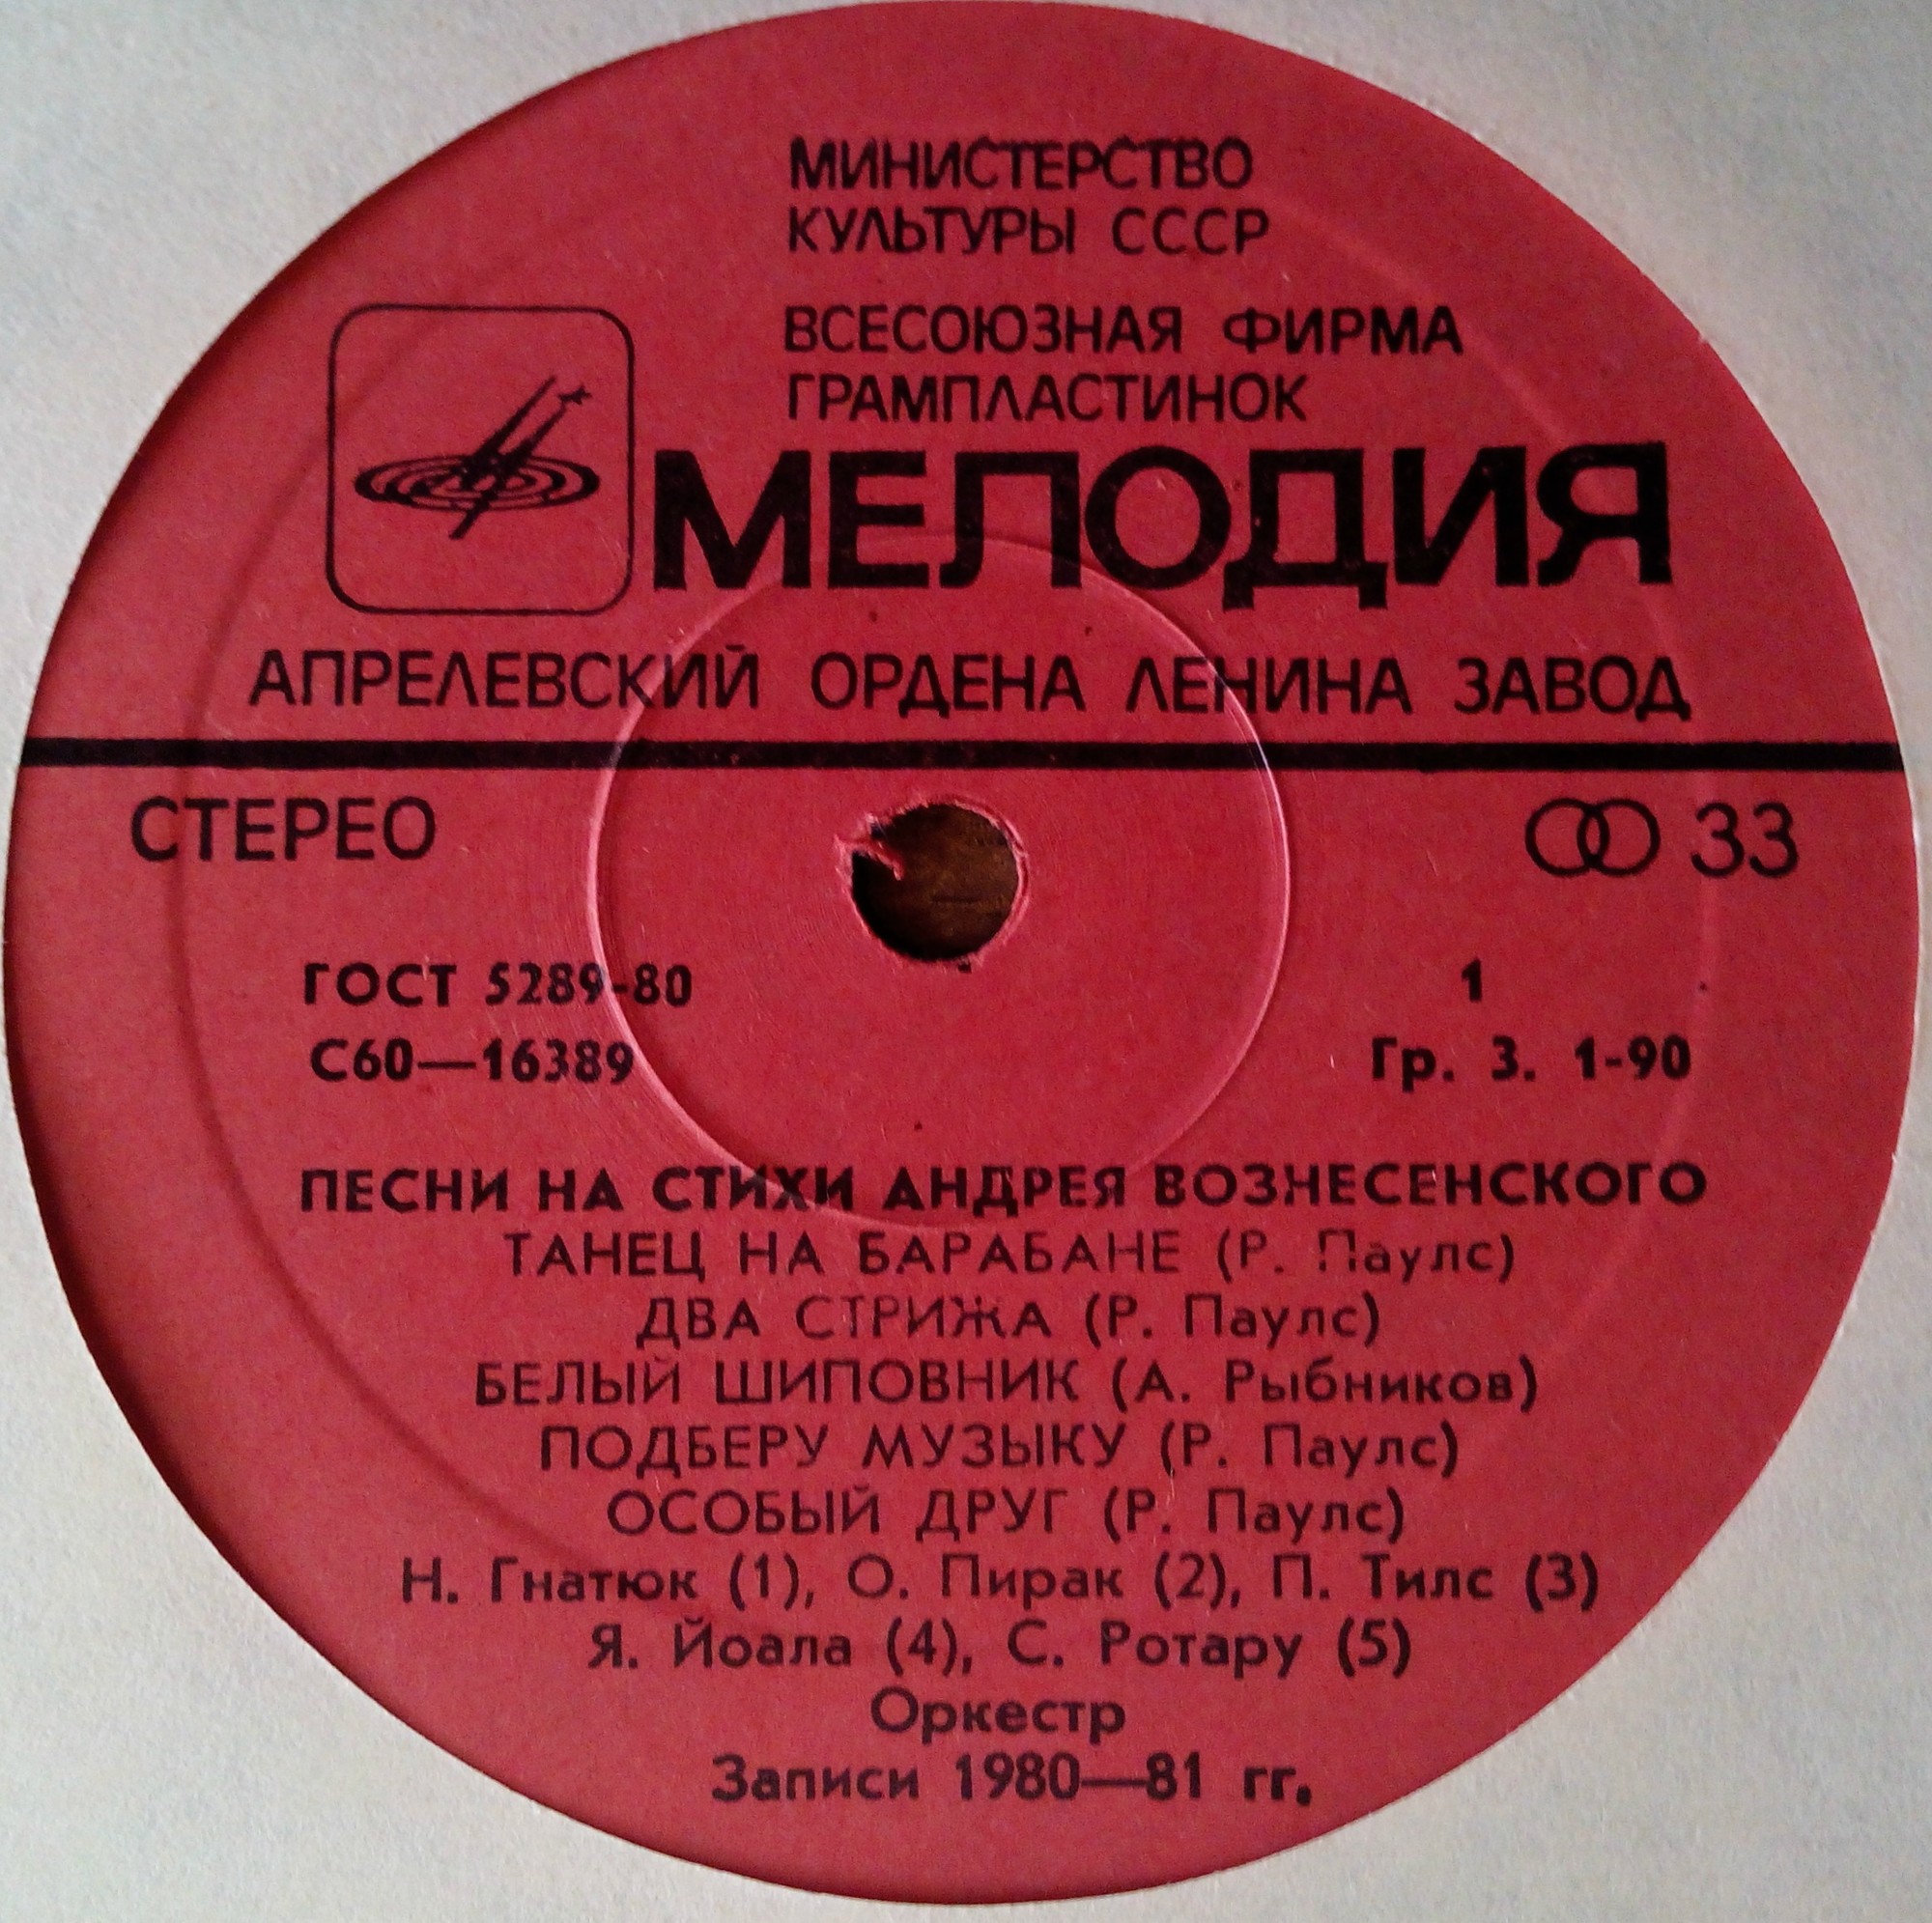 МИНИСТЕРСТВО
КУЛЬТУРЫ СССР
ВСЕСОЮЗНАЯ ФИРМА
ГРАМПЛАСТИНОК
МЕЛОДИЯ
АПРЕЛЕВСКИЙ ОРДЕНА ЛЕНИНА ЗАВОД
СТЕРЕО 33
ГОСТ 5289-80 1
С60—16389 Гр. 3. 1-90
ПЕСНИ НА СТИХИ АНДРЕЯ ВОЗНЕСЕНСКОГО
ТАНЕЦ НА БАРАБАНЕ (Р. Паулс)
ДВА СТРИЖА (Р. Паулс)
БЕЛЫЙ ШИПОВНИК (А. Рыбников)
ПОДБЕРУ МУЗЫКУ (Р. Паулс)
ОСОБЫЙ ДРУГ (Р. Паулс)
Н. Гнатюк (1), О. Пирак (2), П. Тилс (3)
Я. Йоала (4), С. Ротару (5)
Оркестр
Записи 1980—81 гг.